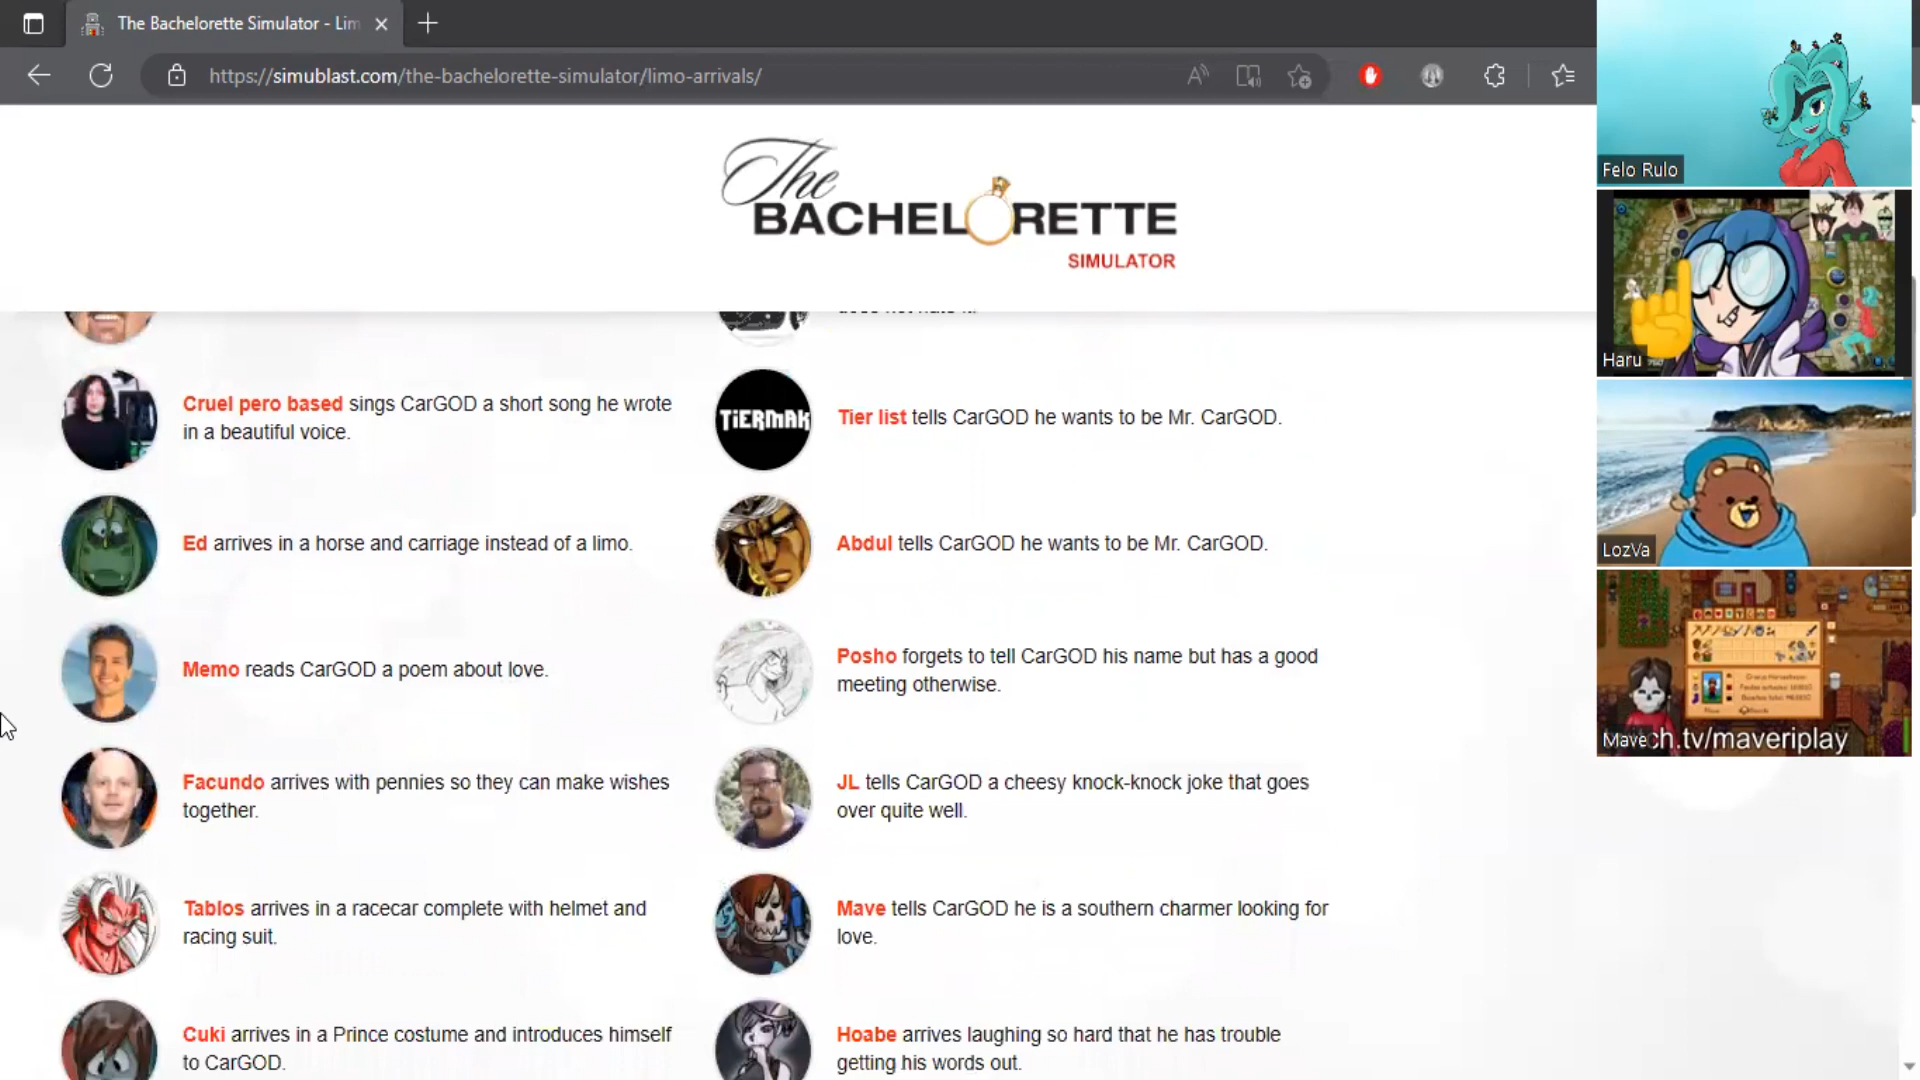 The Bachelorette Simulator - Lim
https://simublast.com/the-bachelorette-simulator/limo-arrivals/
The
BACHELORETTE
SIMULATOR
Cruel pero based sings CarGOD a short song he wrote
in a beautiful voice.
TiERMAK
Tier list tells CarGOD he wants to be Mr. CarGOD.
Ed arrives in a horse and carriage instead of a limo.
Abdul tells CarGOD he wants to be Mr. CarGOD.
Memo reads CarGOD a poem about love.
Posho forgets to tell CarGOD his name but has a good
meeting otherwise.
Facundo arrives with pennies so they can make wishes
together.
JL tells CarGOD a cheesy knock-knock joke that goes
over quite well.
Tablos arrives in a racecar complete with helmet and
racing suit.
Mave tells CarGOD he is a southern charmer looking for
love.
Cuki arrives in a Prince costume and introduces himself
to CarGOD.
Hoabe arrives laughing so hard that he has trouble
getting his words out.
Felo Rulo
Haru
LozVa
Mave
ch.tv/maveriplay